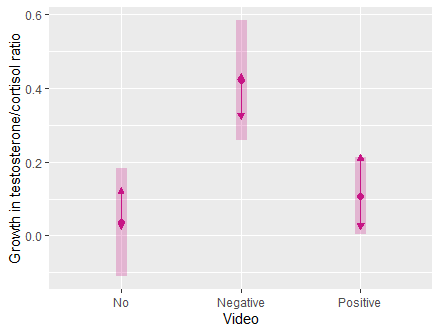 Growth in testosterone/cortisol ratio
0.6
0.4
0.2
0.0
No Negative Positive
Video